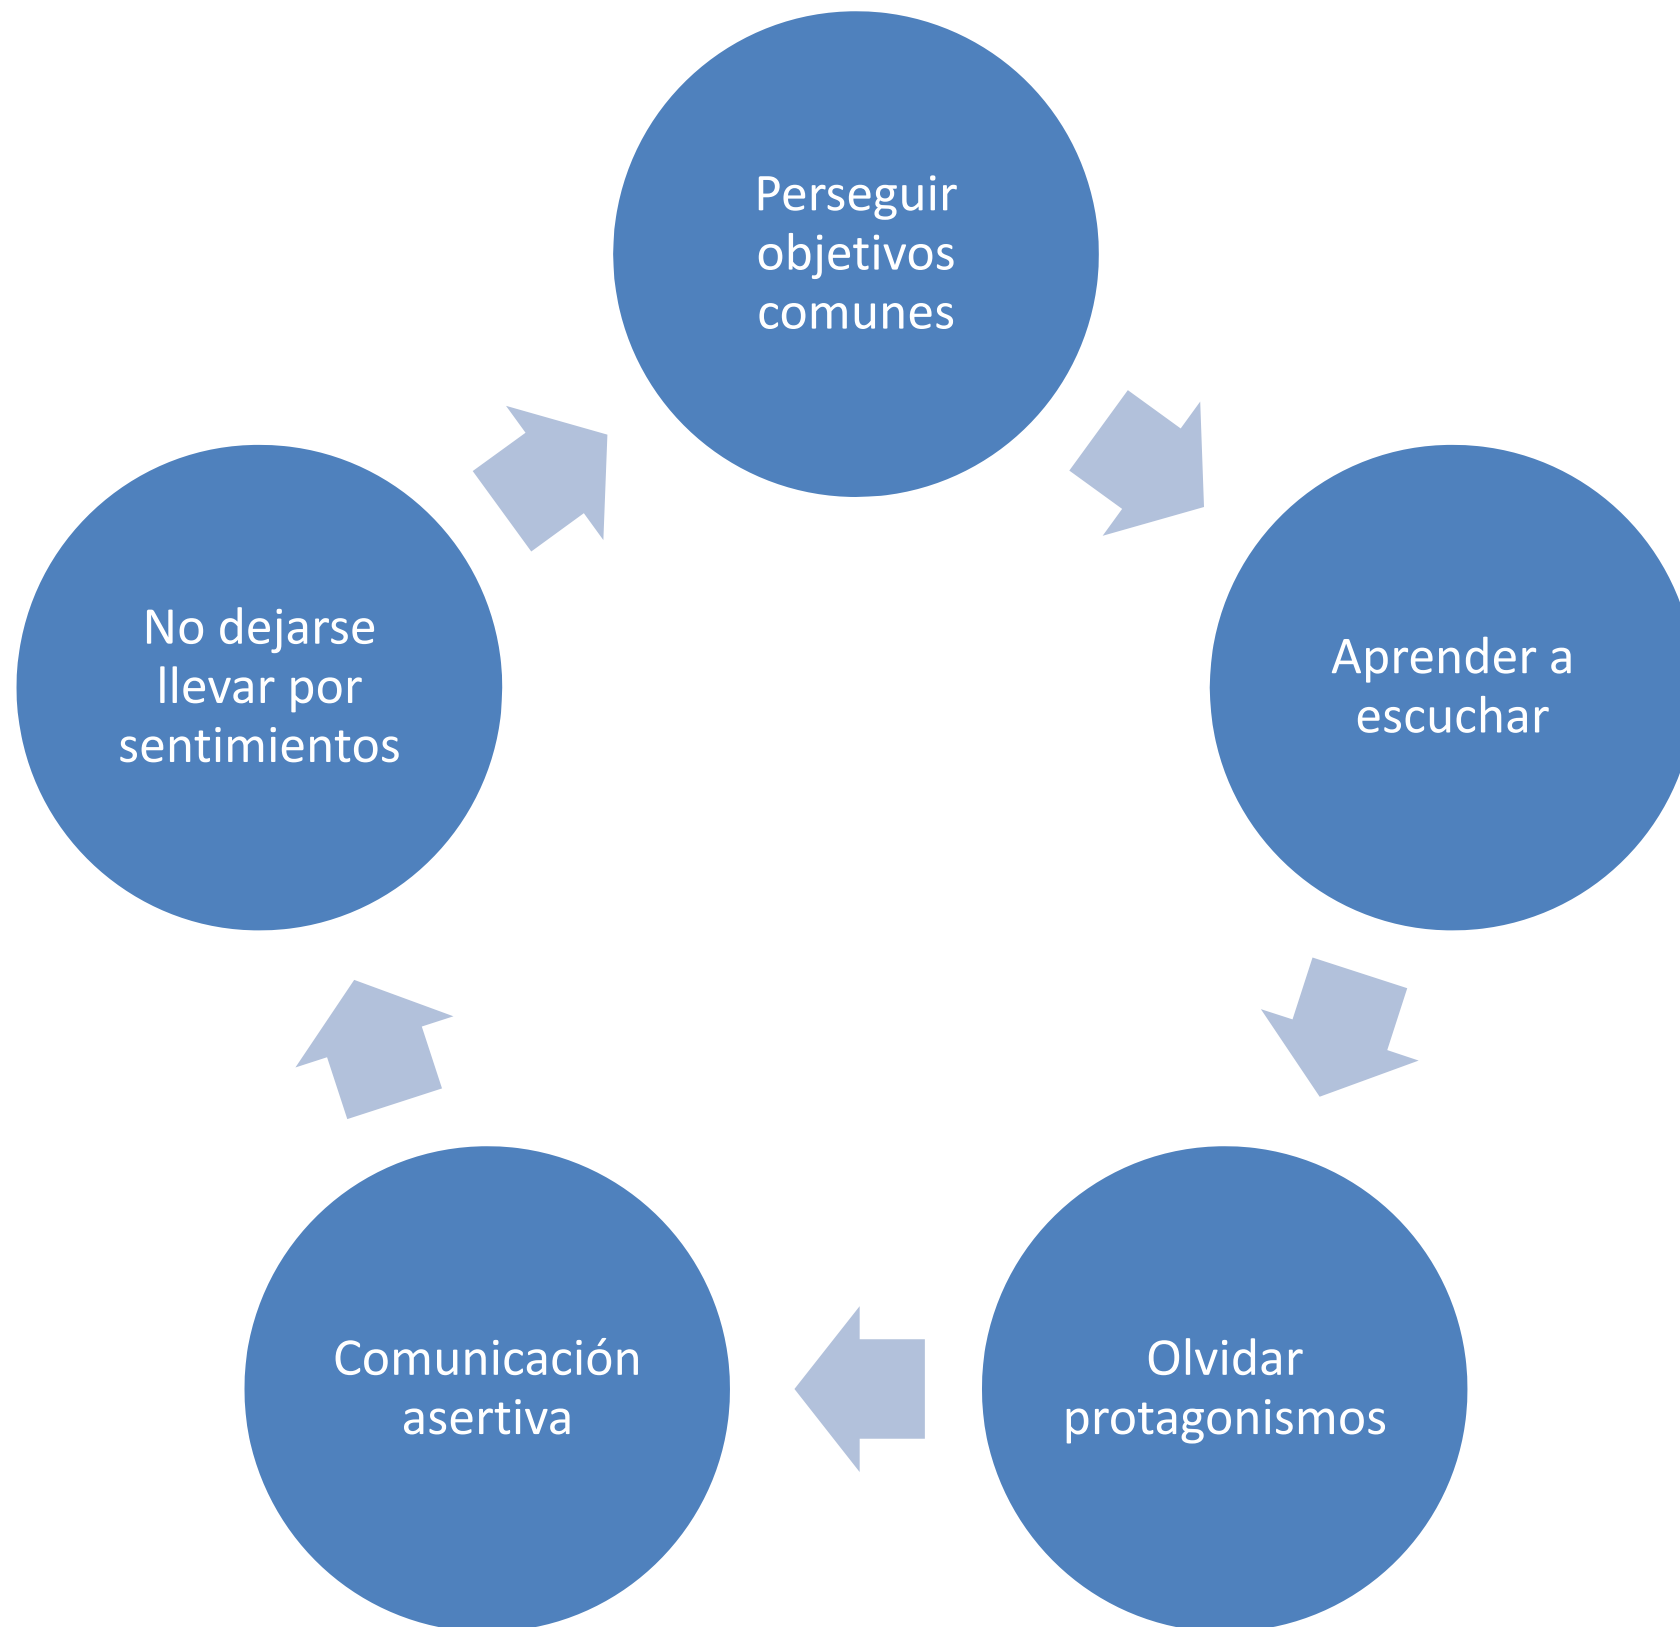 Perseguir
objetivos
comunes
Aprender a
escuchar
Olvidar
protagonismos
Comunicación
asertiva
No dejarse
llevar por
sentimientos